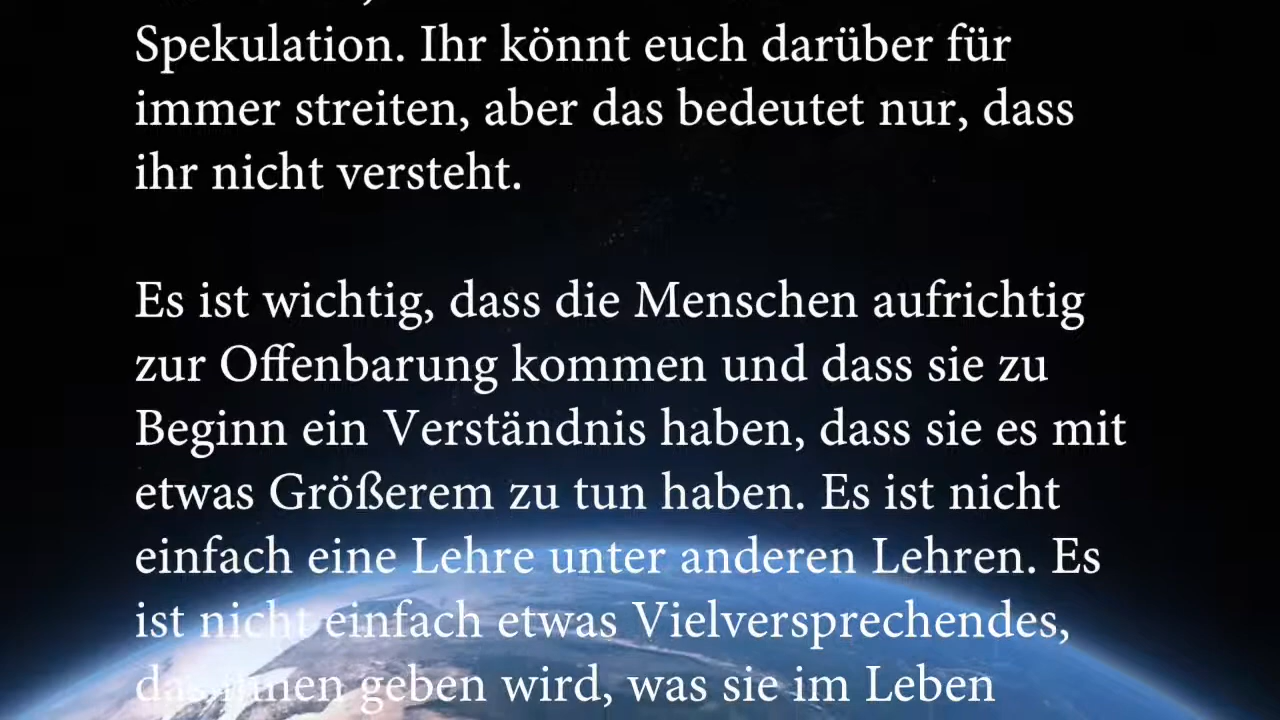 Spekulation. Ihr könnt euch darüber für
immer streiten, aber das bedeutet nur, dass
ihr nicht versteht.
Es ist wichtig, dass die Menschen aufrichtig
zur Offenbarung kommen und dass sie zu
Beginn ein Verständnis haben, dass sie es mit
etwas Größerem zu tun haben. Es ist nicht
einfach eine Lehre unter anderen Lehren. Es
ist nicht einfach etwas Vielversprechendes,
das ihnen geben wird, was sie im Leben